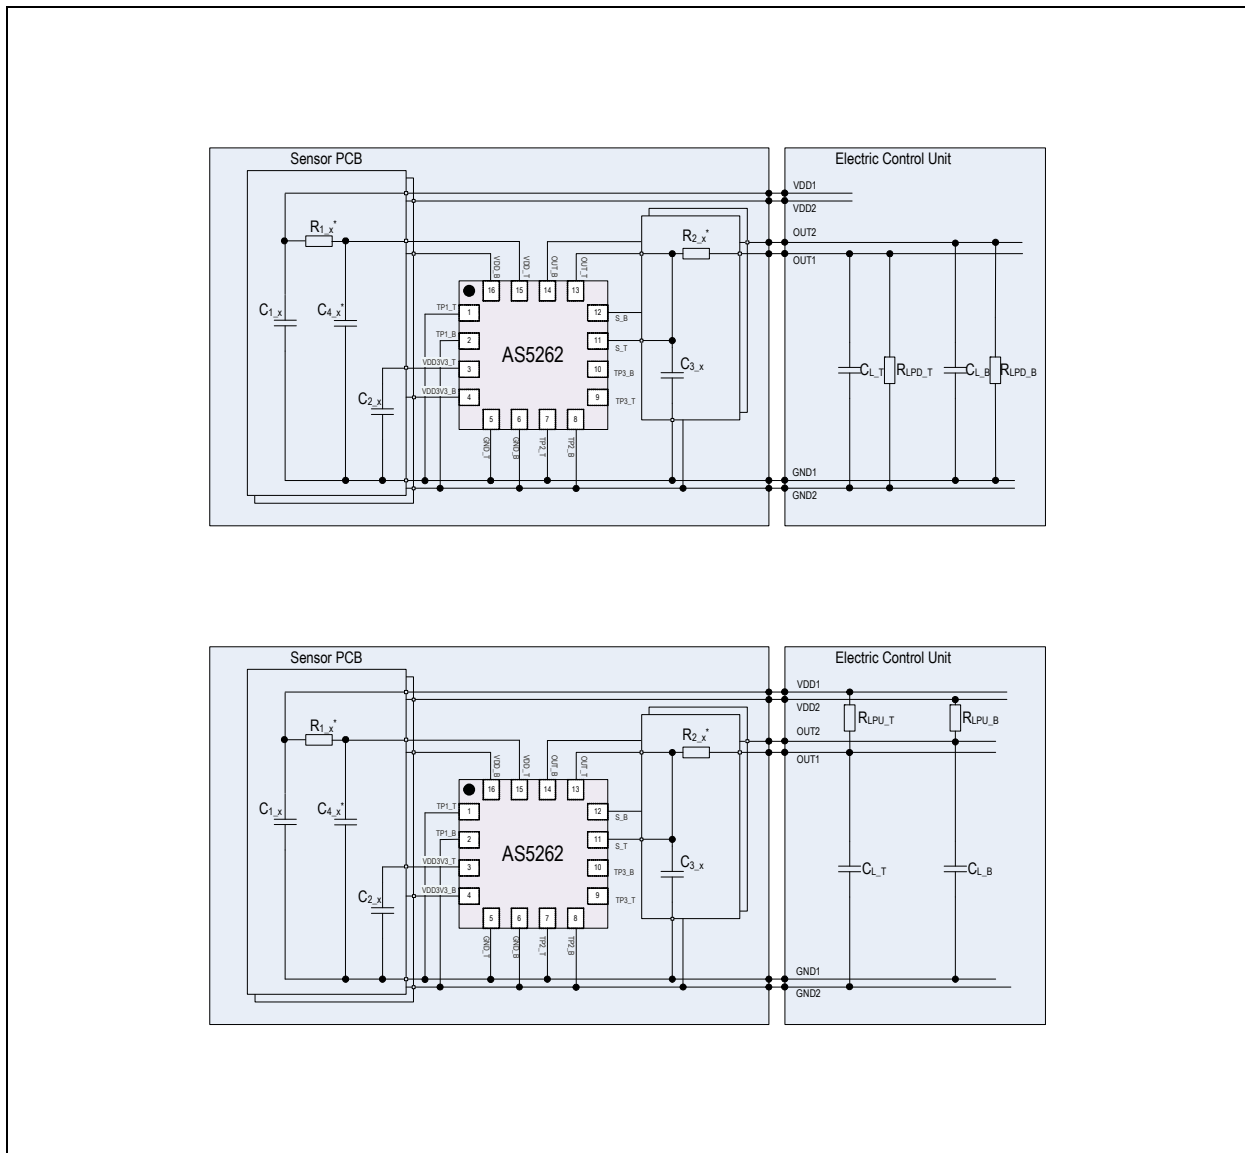 Sensor PCB
Electric Control Unit
VDD1
VDD2
R1_x*
OUT2
R2_x*
OUT1
VDD_B
VDD_T
OUT_B
OUT_T
16
15
14
13
C1_x
C4_x*
TP1_T
1
12
S_B
TP1_B
2
AS5262
11
S_T
VDD3V3_T
3
10
TP3_B
C3_x
CL_T
RLPD_T
CL_B
RLPD_B
VDD3V3_B
4
9
TP3_T
C2_x
5
6
7
8
GND_T
GND_B
TP2_T
TP2_B
GND1
GND2
Sensor PCB
Electric Control Unit
VDD1
VDD2
R1_x*
RLPU_T
RLPU_B
OUT2
R2_x*
OUT1
VDD_B
VDD_T
OUT_B
OUT_T
16
15
14
13
C1_x
C4_x*
TP1_T
1
12
S_B
TP1_B
2
AS5262
11
S_T
VDD3V3_T
3
10
TP3_B
C3_x
CL_T
CL_B
VDD3V3_B
4
9
TP3_T
C2_x
5
6
7
8
GND_T
GND_B
TP2_T
TP2_B
GND1
GND2